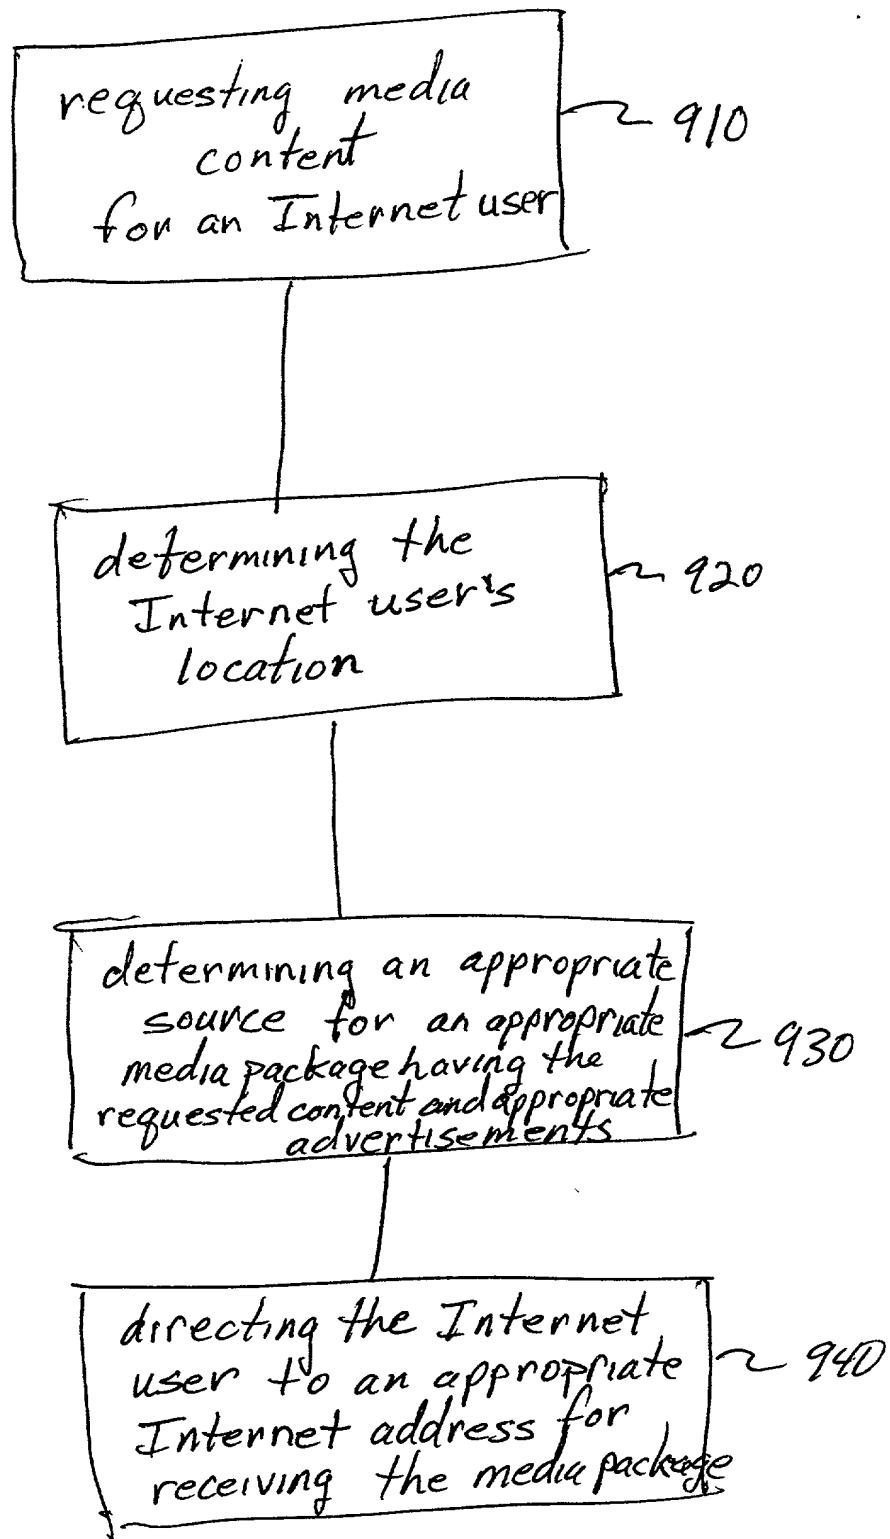 requesting media
content
for an Internet user
910
determining the
Internet user's
location
920
determining an appropriate
source for an appropriate
media package having the
requested content and appropriate
advertisements
930
directing the Internet
user to an appropriate
Internet address for
receiving the media package
940